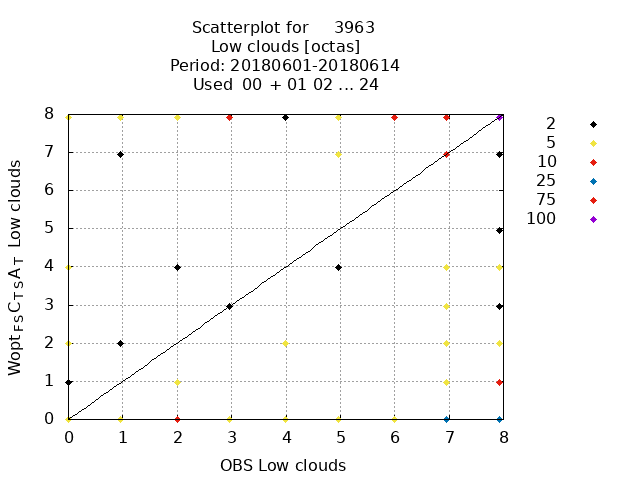 Scatterplot for 3963
Low clouds [octas]
Period: 20180601-20180614
Used 00 + 01 02 ... 24
8
7
6
5
4
3
2
1
0
0 1 2 3 4 5 6 7 8
Wopt FS C TS A T Low clouds
OBS Low clouds
2
5
10
25
75
100